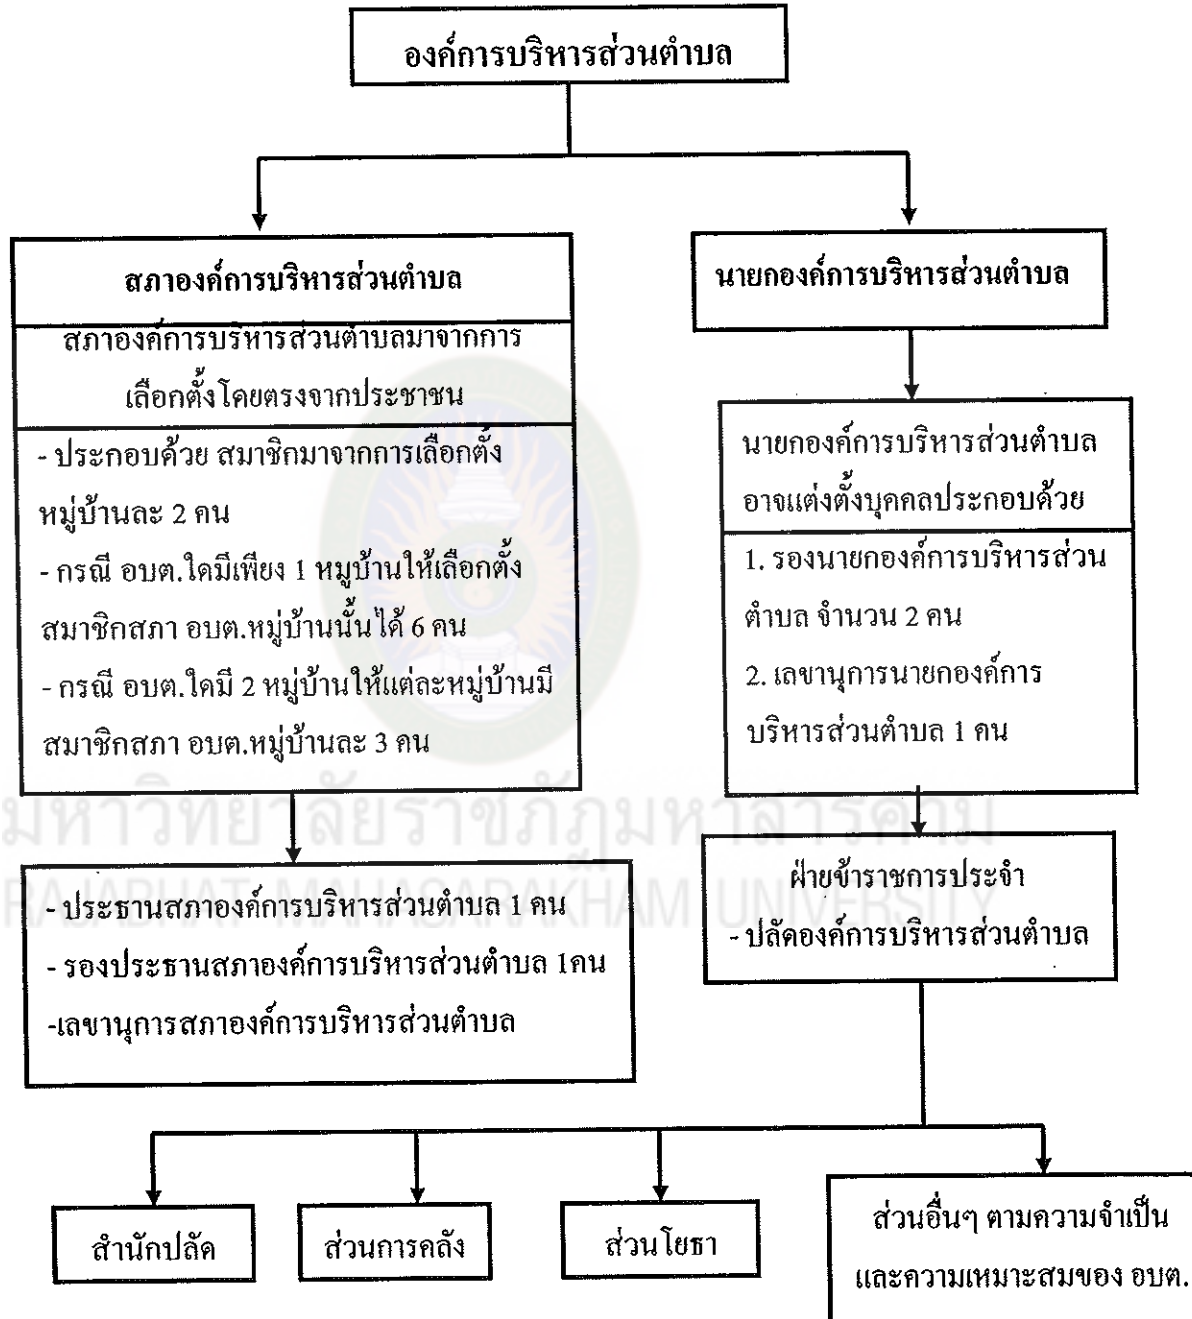 องค์การบริหารส่วนตำบล
สภาองค์การบริหารส่วนตำบล
สภาองค์การบริหารส่วนตำบลมาจากการ
เลือกตั้งโดยตรงจากประชาชน
- ประกอบด้วย สมาชิกมาจากการเลือกตั้ง
หมู่บ้านละ 2 คน
- กรณี อบต.ใดมีเพียง 1 หมู่บ้านให้เลือกตั้ง
สมาชิกสภา อบต.หมู่บ้านนั้นได้ 6 คน
- กรณี อบต.ใดมี 2 หมู่บ้านให้แต่ละหมู่บ้านมี
สมาชิกสภา อบต.หมู่บ้านละ 3 คน
- ประธานสภาองค์การบริหารส่วนตำบล 1 คน
- รองประธานสภาองค์การบริหารส่วนตำบล 1คน
-เลขานุการสภาองค์การบริหารส่วนตำบล
นายกองค์การบริหารส่วนตำบล
นายกองค์การบริหารส่วนตำบล
อาจแต่งตั้งบุคคลประกอบด้วย
1. รองนายกองค์การบริหารส่วน
ตำบล จำนวน 2 คน
2. เลขานุการนายกองค์การ
บริหารส่วนตำบล 1 คน
ฝ่ายข้าราชการประจำ
- ปลัดองค์การบริหารส่วนตำบล
สำนักปลัด
ส่วนการคลัง
ส่วนโยธา
ส่วนอื่นๆ ตามความจำเป็น
และความเหมาะสมของ อบต.
มหาวิทยาลัยราชภัฏมหาสารคาม
RAJABHAT MAHASARAKHAM UNIVERSITY